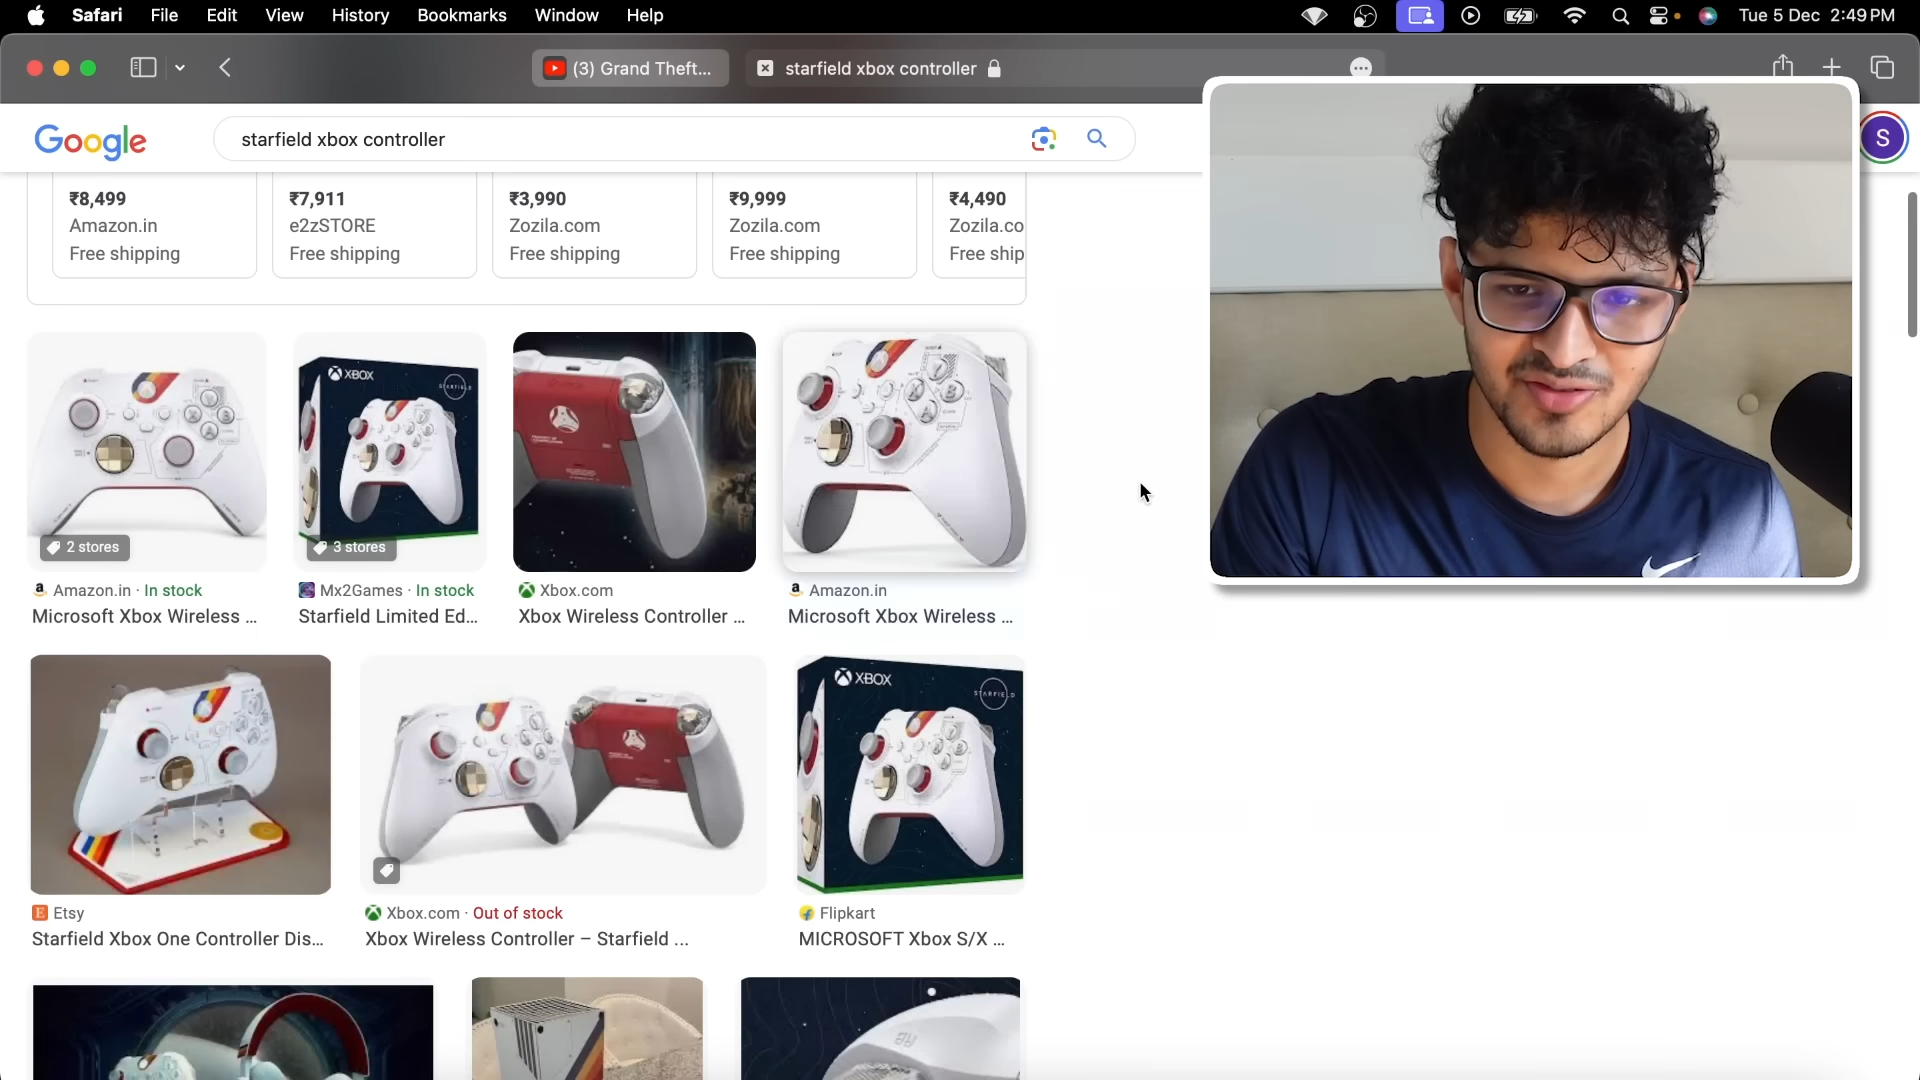 Safari File Edit View History Bookmarks Window Help Tue 5 Dec 2:49 PM
(3) Grand Theft... starfield xbox controller
Google starfield xbox controller S
₹8,499 ₹7,911 ₹3,990 ₹9,999 ₹4,490
Amazon.in e2zSTORE Zozila.com Zozila.com Zozila.co
Free shipping Free shipping Free shipping Free shipping Free ship
XBOX
STARFIELD
2 stores 3 stores
Amazon.in · In stock Mx2Games · In stock Xbox.com Amazon.in
Microsoft Xbox Wireless ... Starfield Limited Ed... Xbox Wireless Controller ... Microsoft Xbox Wireless ...
XBOX
STARFIELD
Etsy Xbox.com · Out of stock Flipkart
Starfield Xbox One Controller Dis... Xbox Wireless Controller – Starfield ... MICROSOFT Xbox S/X ...